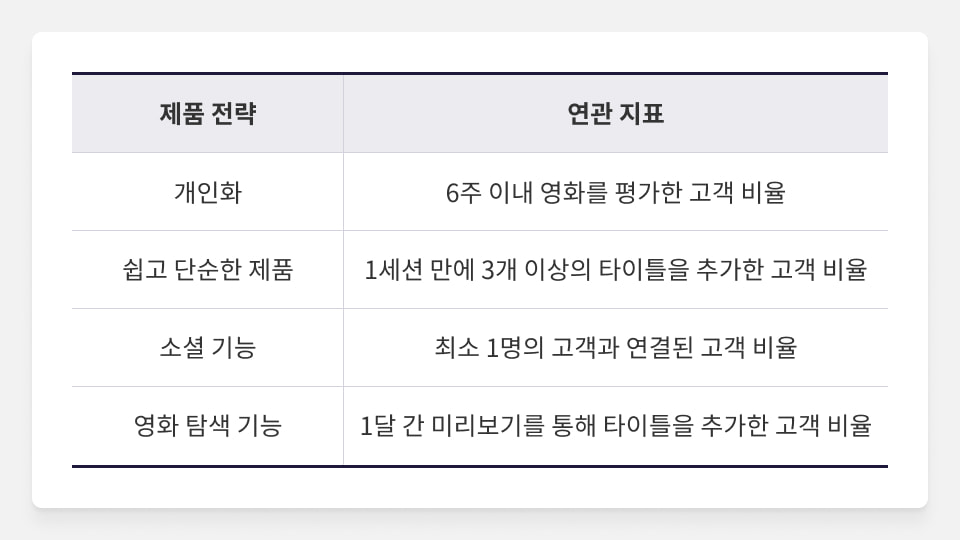 제품 전략
연관 지표
개인화
6주 이내 영화를 평가한 고객 비율
쉽고 단순한 제품
1세션 만에 3개 이상의 타이틀을 추가한 고객 비율
소셜 기능
최소 1명의 고객과 연결된 고객 비율
영화 탐색 기능
1달 간 미리보기를 통해 타이틀을 추가한 고객 비율